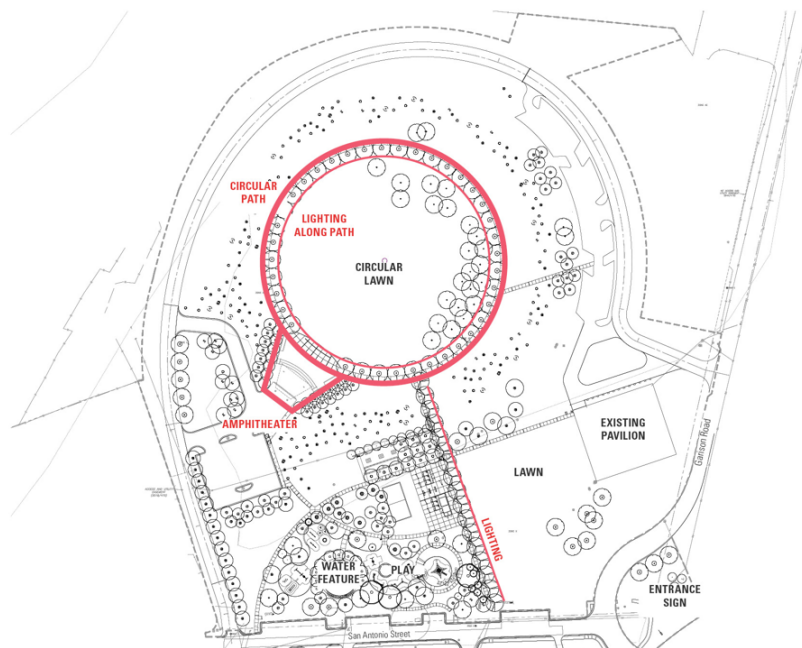 CIRCULAR
PATH
LIGHTING
ALONG PATH
CIRCULAR
LAWN
AMPHITHEATER
EXISTING
PAVILION
Garrison Road
LAWN
LIGHTING
WATER
FEATURE
PLAY
ENTRANCE
SIGN
San Antonio Street